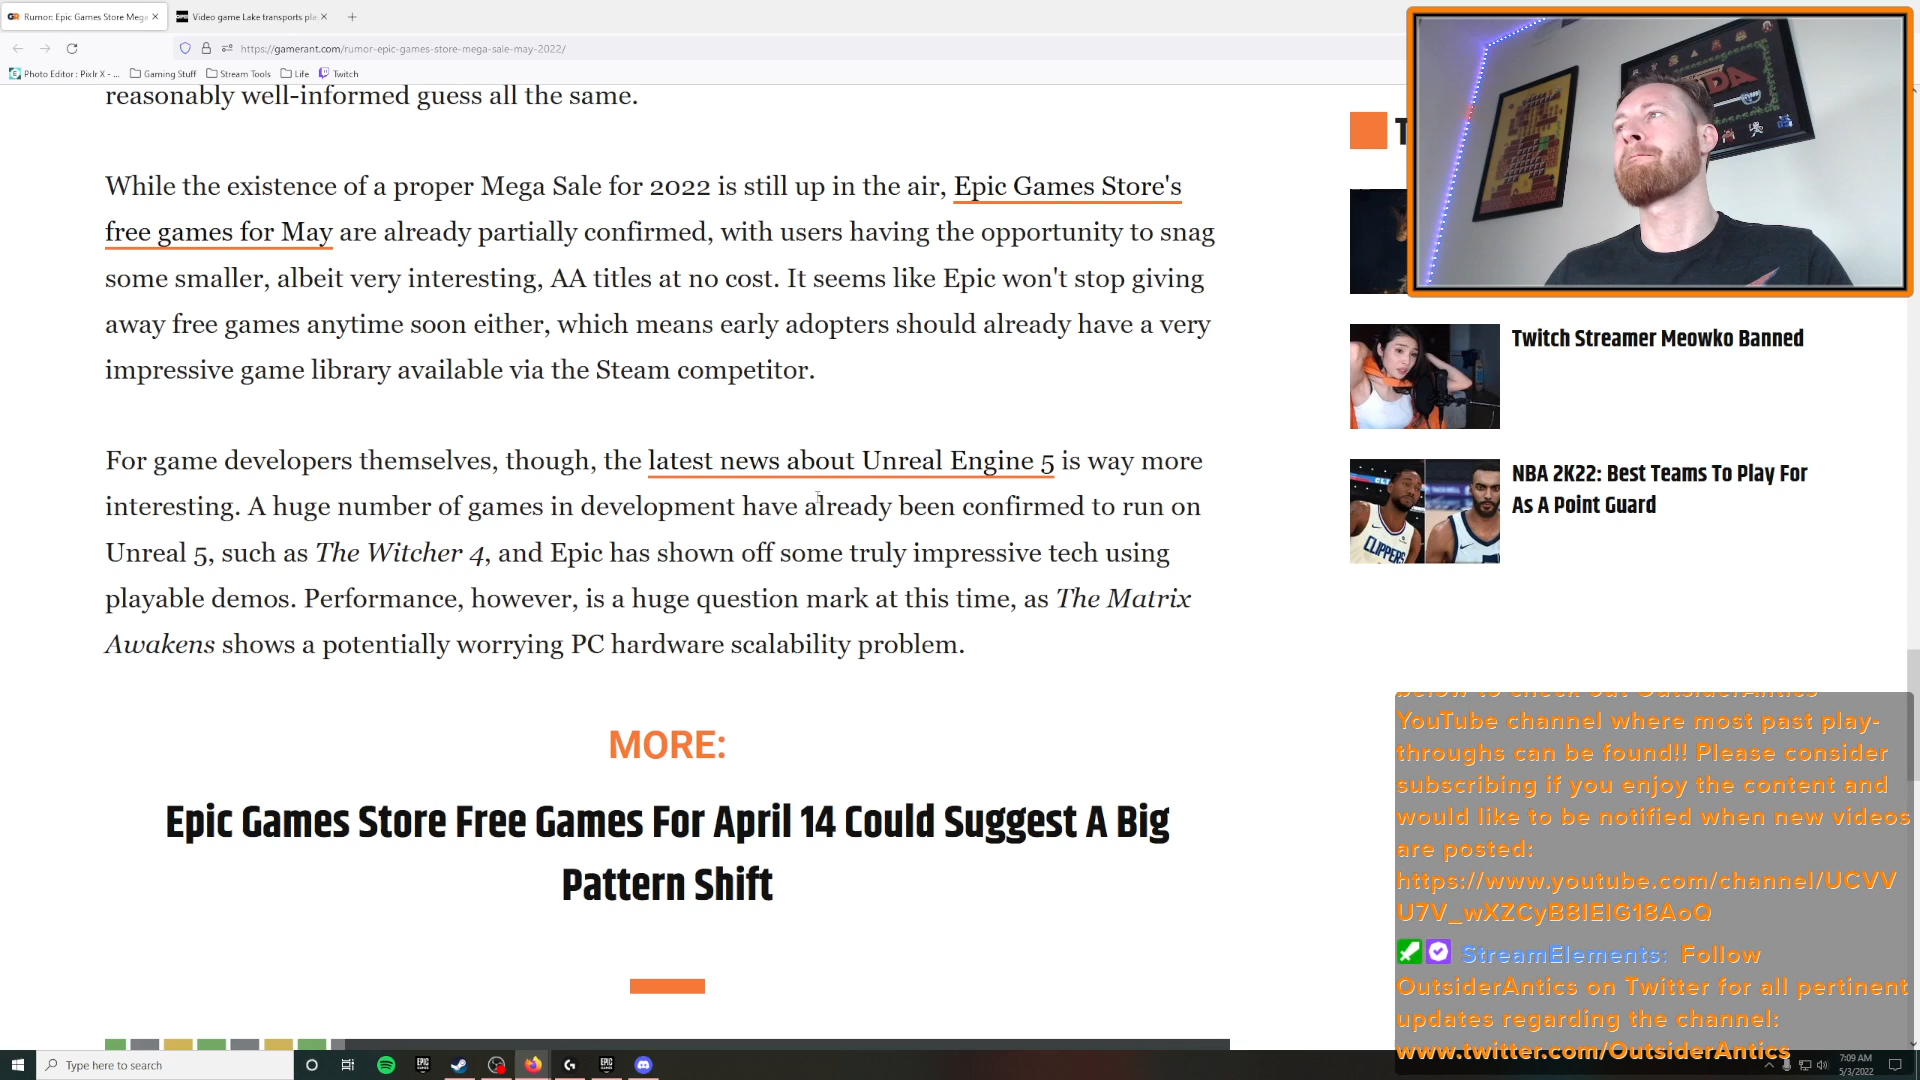 Rumor: Epic Games Store Mega
Video game Lake transports pla
https://gamerant.com/rumor-epic-games-store-mega-sale-may-2022/
Photo Editor : Pixlr X - ...
Gaming Stuff
Stream Tools
Life
Twitch
reasonably well-informed guess all the same.
While the existence of a proper Mega Sale for 2022 is still up in the air, Epic Games Store's
free games for May are already partially confirmed, with users having the opportunity to snag
some smaller, albeit very interesting, AA titles at no cost. It seems like Epic won't stop giving
away free games anytime soon either, which means early adopters should already have a very
impressive game library available via the Steam competitor.
For game developers themselves, though, the latest news about Unreal Engine 5 is way more
interesting. A huge number of games in development have already been confirmed to run on
Unreal 5, such as The Witcher 4, and Epic has shown off some truly impressive tech using
playable demos. Performance, however, is a huge question mark at this time, as The Matrix
Awakens shows a potentially worrying PC hardware scalability problem.
MORE:
Epic Games Store Free Games For April 14 Could Suggest A Big
Pattern Shift
Twitch Streamer Meowko Banned
CLIPPERS
NBA 2K22: Best Teams To Play For
As A Point Guard
below to check out OutsiderAntics
YouTube channel where most past play-
throughs can be found!! Please consider
subscribing if you enjoy the content and
would like to be notified when new videos
are posted:
https://www.youtube.com/channel/UCVV
U7V_wXZCyB8IEIG18AoQ
StreamElements: Follow
OutsiderAntics on Twitter for all pertinent
updates regarding the channel:
www.twitter.com/OutsiderAntics
Type here to search
7:09 AM
5/3/2022